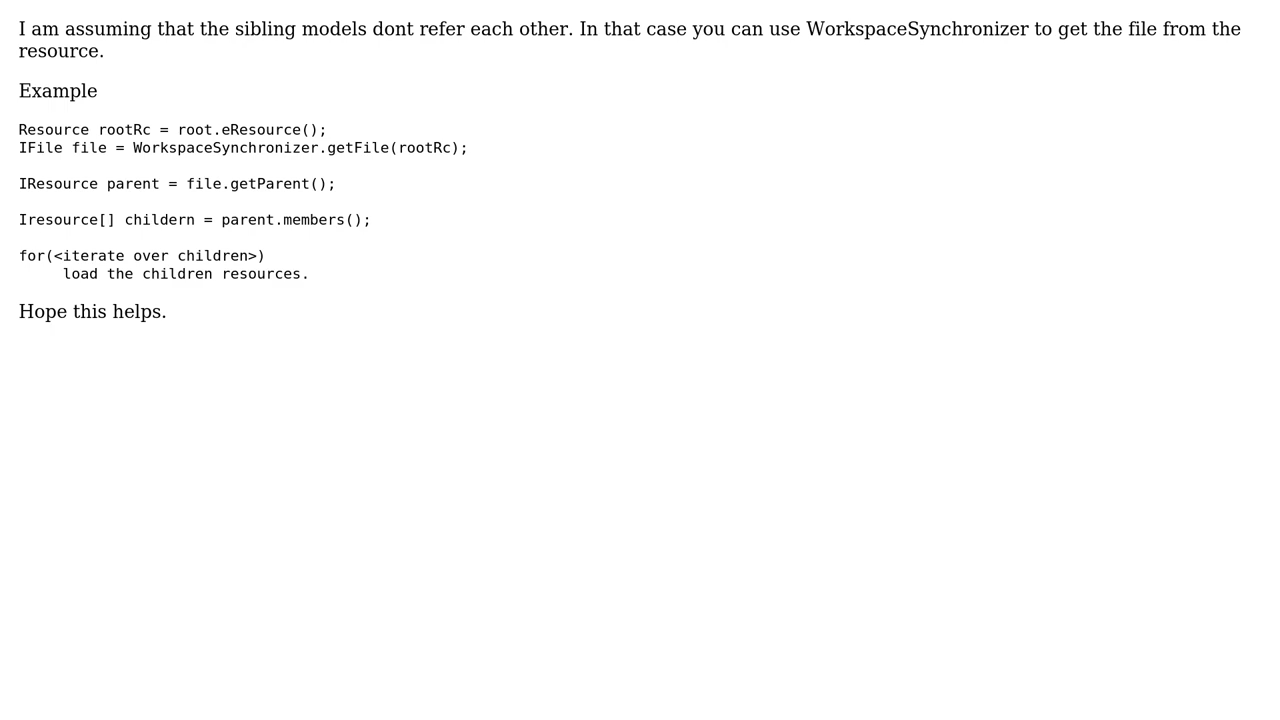 I am assuming that the sibling models dont refer each other. In that case you can use WorkspaceSynchronizer to get the file from the
resource.
Example
Resource rootRc = root.eResource();
IFile file = WorkspaceSynchronizer.getFile(rootRc);
IResource parent = file.getParent();
Iresource[] childern = parent.members();
for(<iterate over children>)
     load the children resources.
Hope this helps.